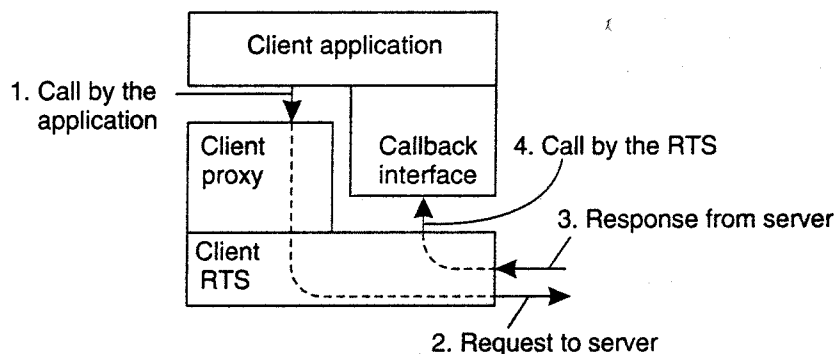 Client application
1. Call by the
application
Client
proxy
Callback
interface
4. Call by the RTS
3. Response from server
Client
RTS
2. Request to server